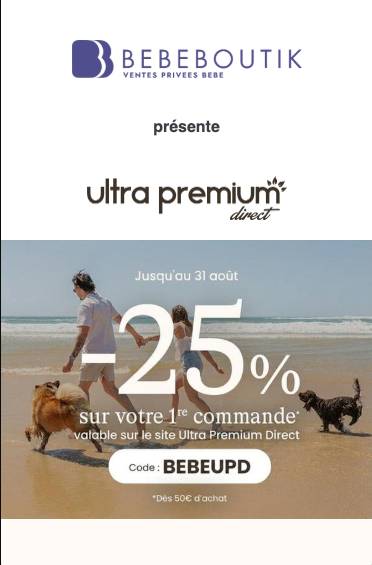 BEBEBOUTIK
VENTES PRIVEES BEBE
présente
ultra premium
direct
Jusqu'au 31 août
-25%
sur votre 1re commande*
valable sur le site Ultra Premium Direct
Code : BEBEUPD
*Dès 50€ d'achat